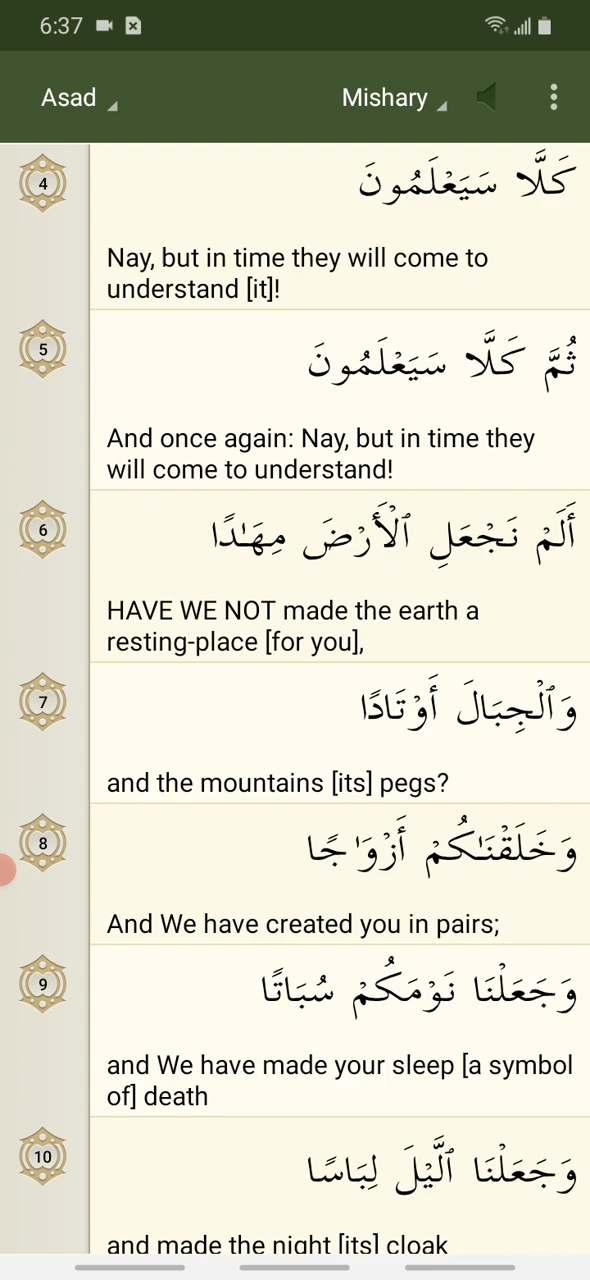 6:37
Asad
Mishary
4
كَلَّا سَيَعْلَمُونَ
Nay, but in time they will come to
understand [it]!
5
ثُمَّ كَلَّا سَيَعْلَمُونَ
And once again: Nay, but in time they
will come to understand!
6
أَلَمْ نَجْعَلِ ٱلْأَرْضَ مِهَـٰدًا
HAVE WE NOT made the earth a
resting-place [for you],
7
وَٱلْجِبَالَ أَوْتَادًا
and the mountains [its] pegs?
8
وَخَلَقْنَـٰكُمْ أَزْوَٰجًا
And We have created you in pairs;
9
وَجَعَلْنَا نَوْمَكُمْ سُبَاتًا
and We have made your sleep [a symbol
of] death
10
وَجَعَلْنَا ٱلَّيْلَ لِبَاسًا
and made the night [its] cloak